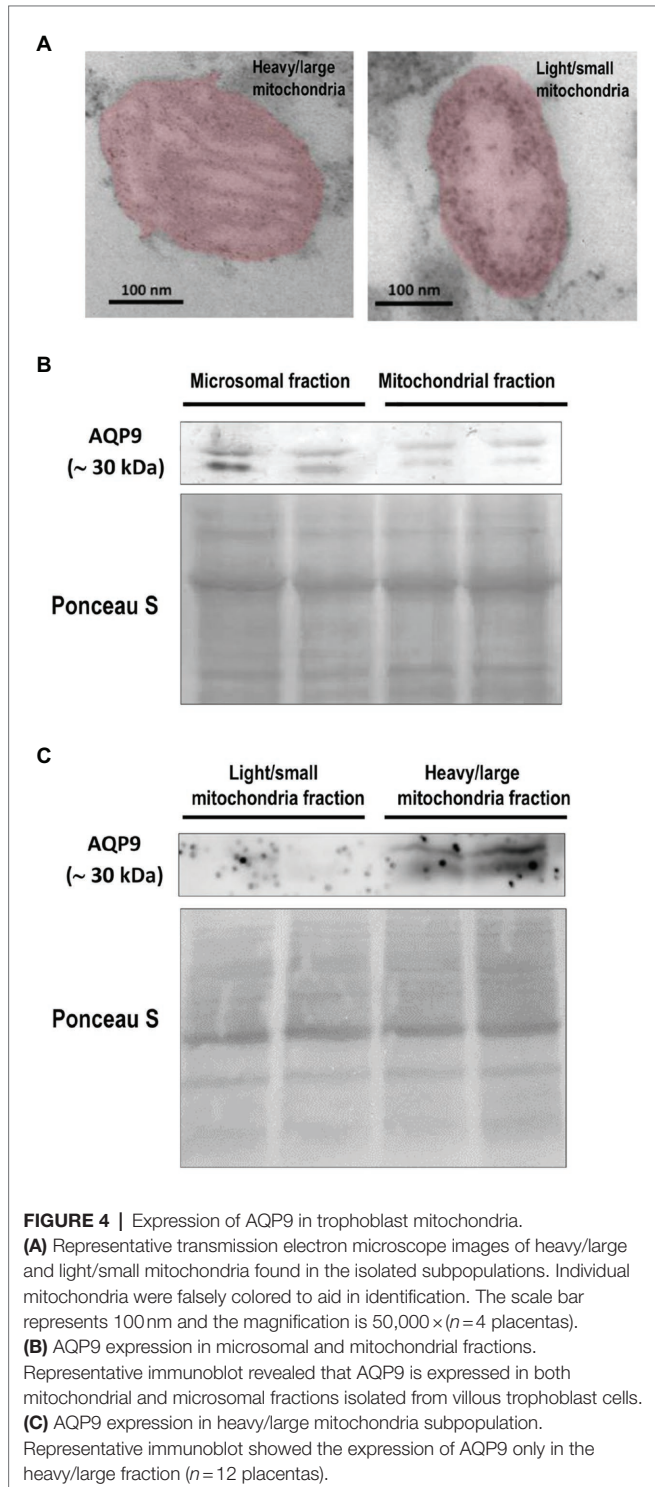 A
Heavy/large
mitochondria
100 nm
Light/small
mitochondria
100 nm
B
Microsomal fraction
Mitochondrial fraction
AQP9
(~ 30 kDa)
Ponceau S
C
Light/small
mitochondria fraction
Heavy/large
mitochondria fraction
AQP9
(~ 30 kDa)
Ponceau S
FIGURE 4 | Expression of AQP9 in trophoblast mitochondria.
(A) Representative transmission electron microscope images of heavy/large
and light/small mitochondria found in the isolated subpopulations. Individual
mitochondria were falsely colored to aid in identification. The scale bar
represents 100 nm and the magnification is 50,000 × (n = 4 placentas).
(B) AQP9 expression in microsomal and mitochondrial fractions.
Representative immunoblot revealed that AQP9 is expressed in both
mitochondrial and microsomal fractions isolated from villous trophoblast cells.
(C) AQP9 expression in heavy/large mitochondria subpopulation.
Representative immunoblot showed the expression of AQP9 only in the
heavy/large fraction (n = 12 placentas).